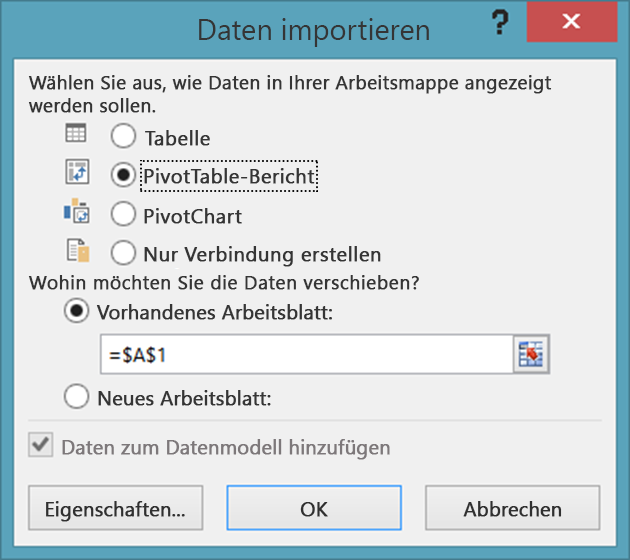 Daten importieren
Wählen Sie aus, wie Daten in Ihrer Arbeitsmappe angezeigt
werden sollen.
Tabelle
PivotTable-Bericht
PivotChart
Nur Verbindung erstellen
Wohin möchten Sie die Daten verschieben?
Vorhandenes Arbeitsblatt:
=$A$1
Neues Arbeitsblatt:
Daten zum Datenmodell hinzufügen
Eigenschaften... OK Abbrechen